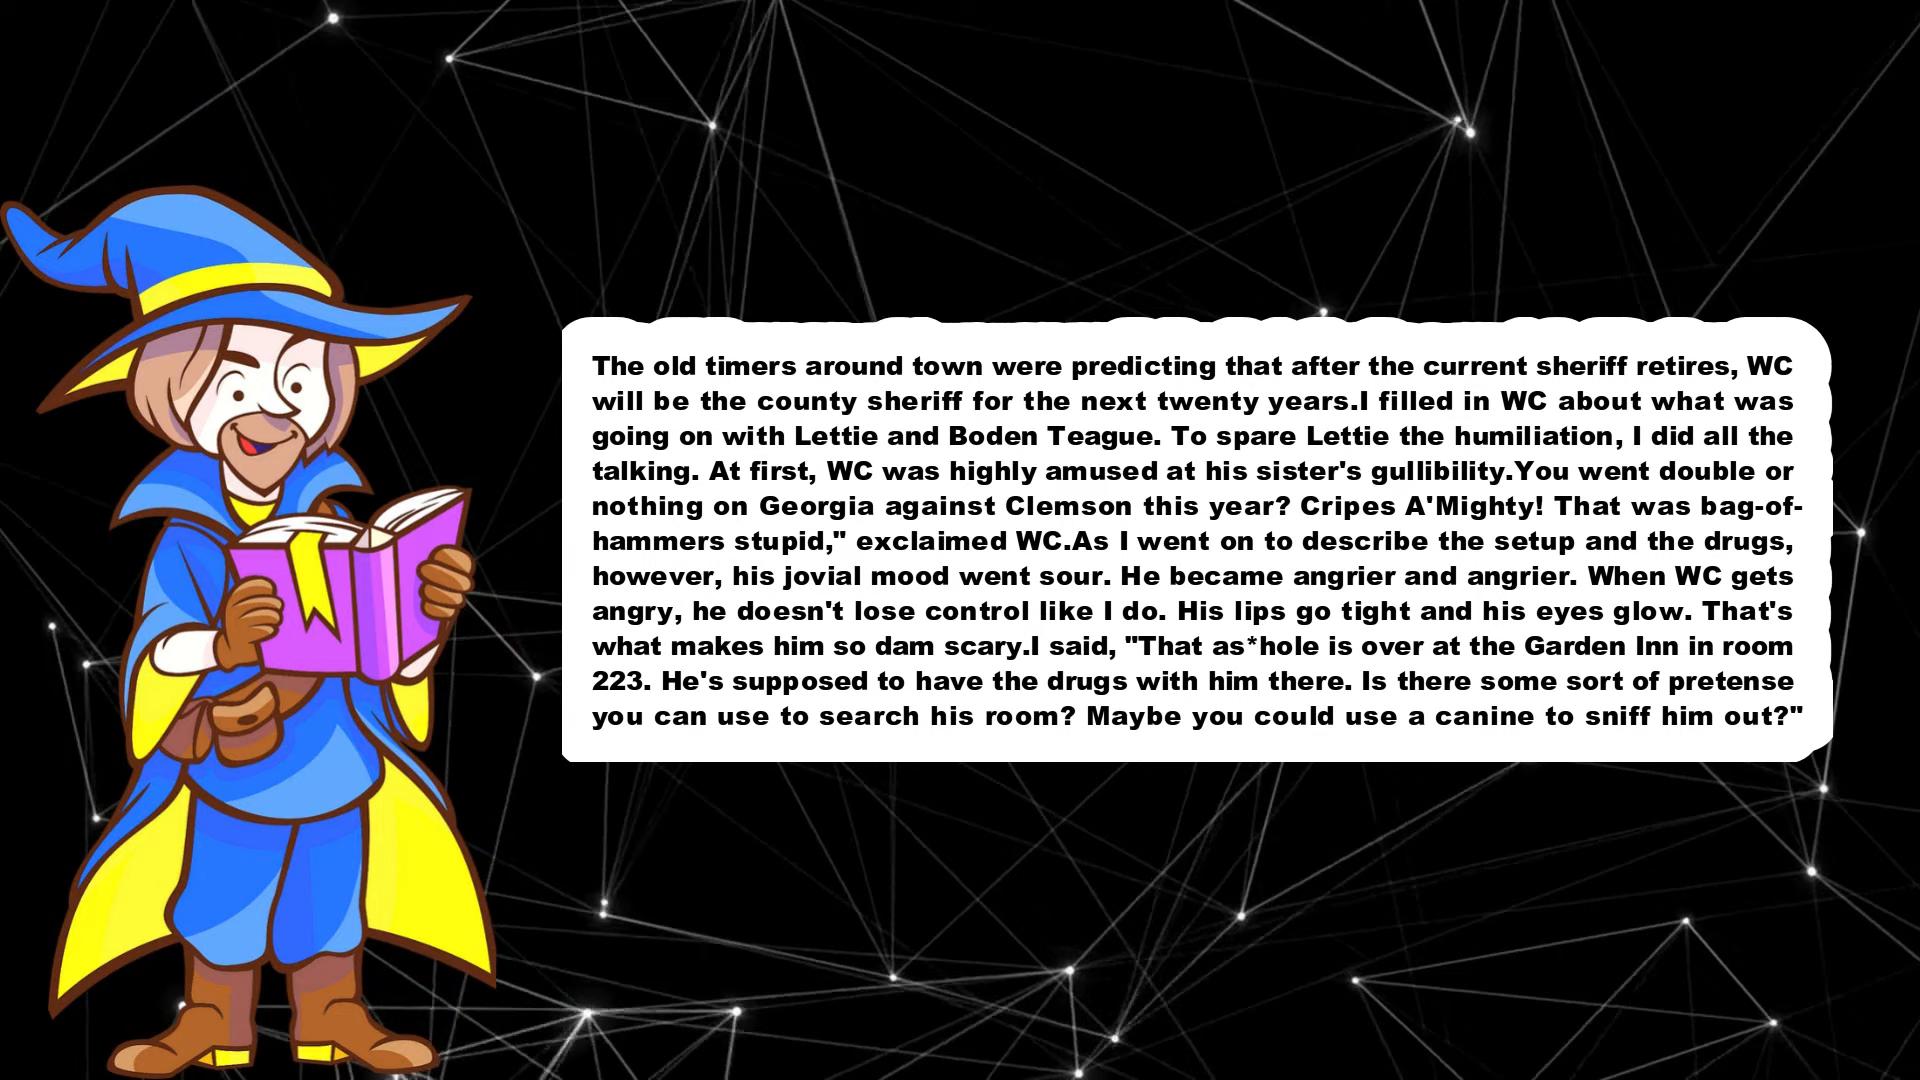 The old timers around town were predicting that after the current sheriff retires, WC
will be the county sheriff for the next twenty years.I filled in WC about what was
going on with Lettie and Boden Teague. To spare Lettie the humiliation, I did all the
talking. At first, WC was highly amused at his sister's gullibility.You went double or
nothing on Georgia against Clemson this year? Cripes A'Mighty! That was bag-of-
hammers stupid," exclaimed WC.As I went on to describe the setup and the drugs,
however, his jovial mood went sour. He became angrier and angrier. When WC gets
angry, he doesn't lose control like I do. His lips go tight and his eyes glow. That's
what makes him so dam scary.I said, "That as*hole is over at the Garden Inn in room
223. He's supposed to have the drugs with him there. Is there some sort of pretense
you can use to search his room? Maybe you could use a canine to sniff him out?"